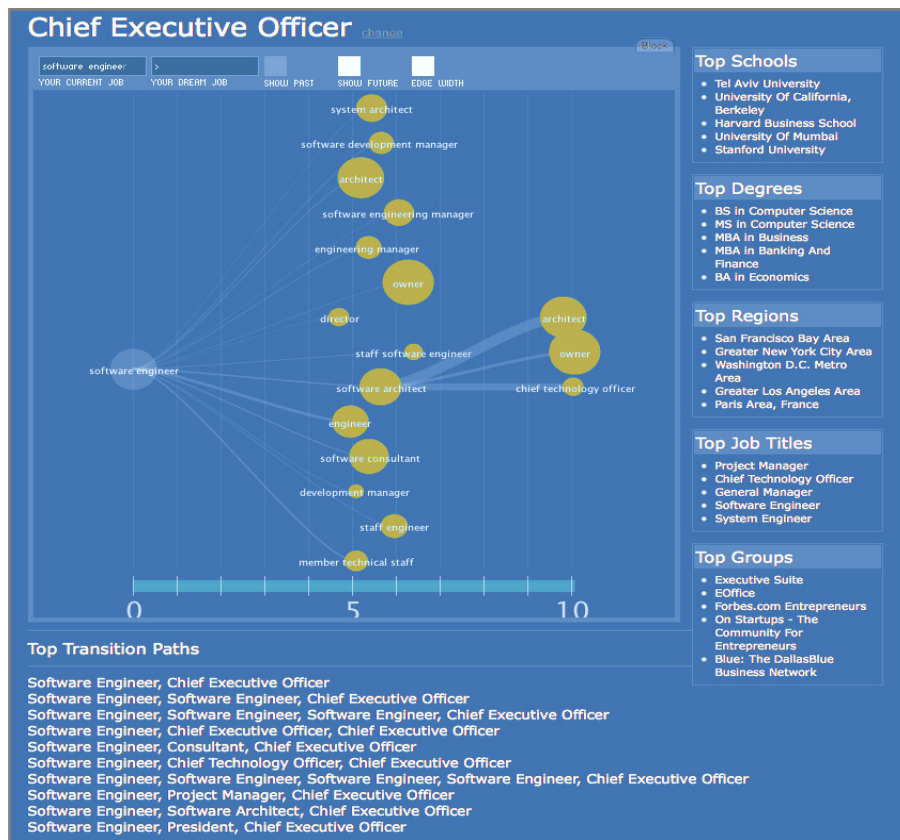 Chief Executive Officer change
Block
software engineer
>
YOUR CURRENT JOB
YOUR DREAM JOB
SHOW PAST
SHOW FUTURE
EDGE WIDTH
system architect
software development manager
architect
software engineering manager
engineering manager
owner
director
architect
staff software engineer
owner
software engineer
software architect
chief technology officer
engineer
software consultant
development manager
staff engineer
member technical staff
0
5
10
Top Schools
Tel Aviv University
University Of California,
Berkeley
Harvard Business School
University Of Mumbai
Stanford University
Top Degrees
BS in Computer Science
MS in Computer Science
MBA in Business
MBA in Banking And
Finance
BA in Economics
Top Regions
San Francisco Bay Area
Greater New York City Area
Washington D.C. Metro
Area
Greater Los Angeles Area
Paris Area, France
Top Job Titles
Project Manager
Chief Technology Officer
General Manager
Software Engineer
System Engineer
Top Groups
Executive Suite
EOffice
Forbes.com Entrepreneurs
On Startups - The
Community For
Entrepreneurs
Blue: The DallasBlue
Business Network
Top Transition Paths
Software Engineer, Chief Executive Officer
Software Engineer, Software Engineer, Chief Executive Officer
Software Engineer, Software Engineer, Software Engineer, Chief Executive Officer
Software Engineer, Chief Executive Officer, Chief Executive Officer
Software Engineer, Consultant, Chief Executive Officer
Software Engineer, Chief Technology Officer, Chief Executive Officer
Software Engineer, Software Engineer, Software Engineer, Software Engineer, Chief Executive Officer
Software Engineer, Project Manager, Chief Executive Officer
Software Engineer, Software Architect, Chief Executive Officer
Software Engineer, President, Chief Executive Officer